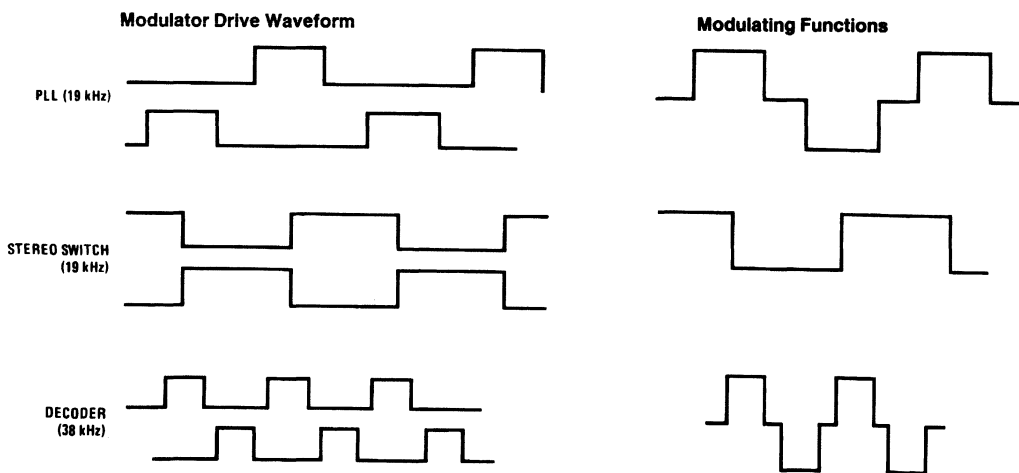 Modulator Drive Waveform
Modulating Functions
PLL (19 kHz)
STEREO SWITCH
(19 kHz)
DECODER
(38 kHz)